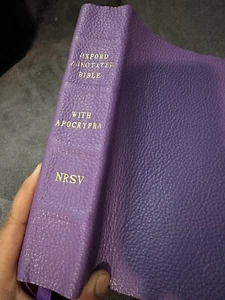 OXFORD
ANNOTATED
BIBLE
WITH
APOCRYPHA
NRSV